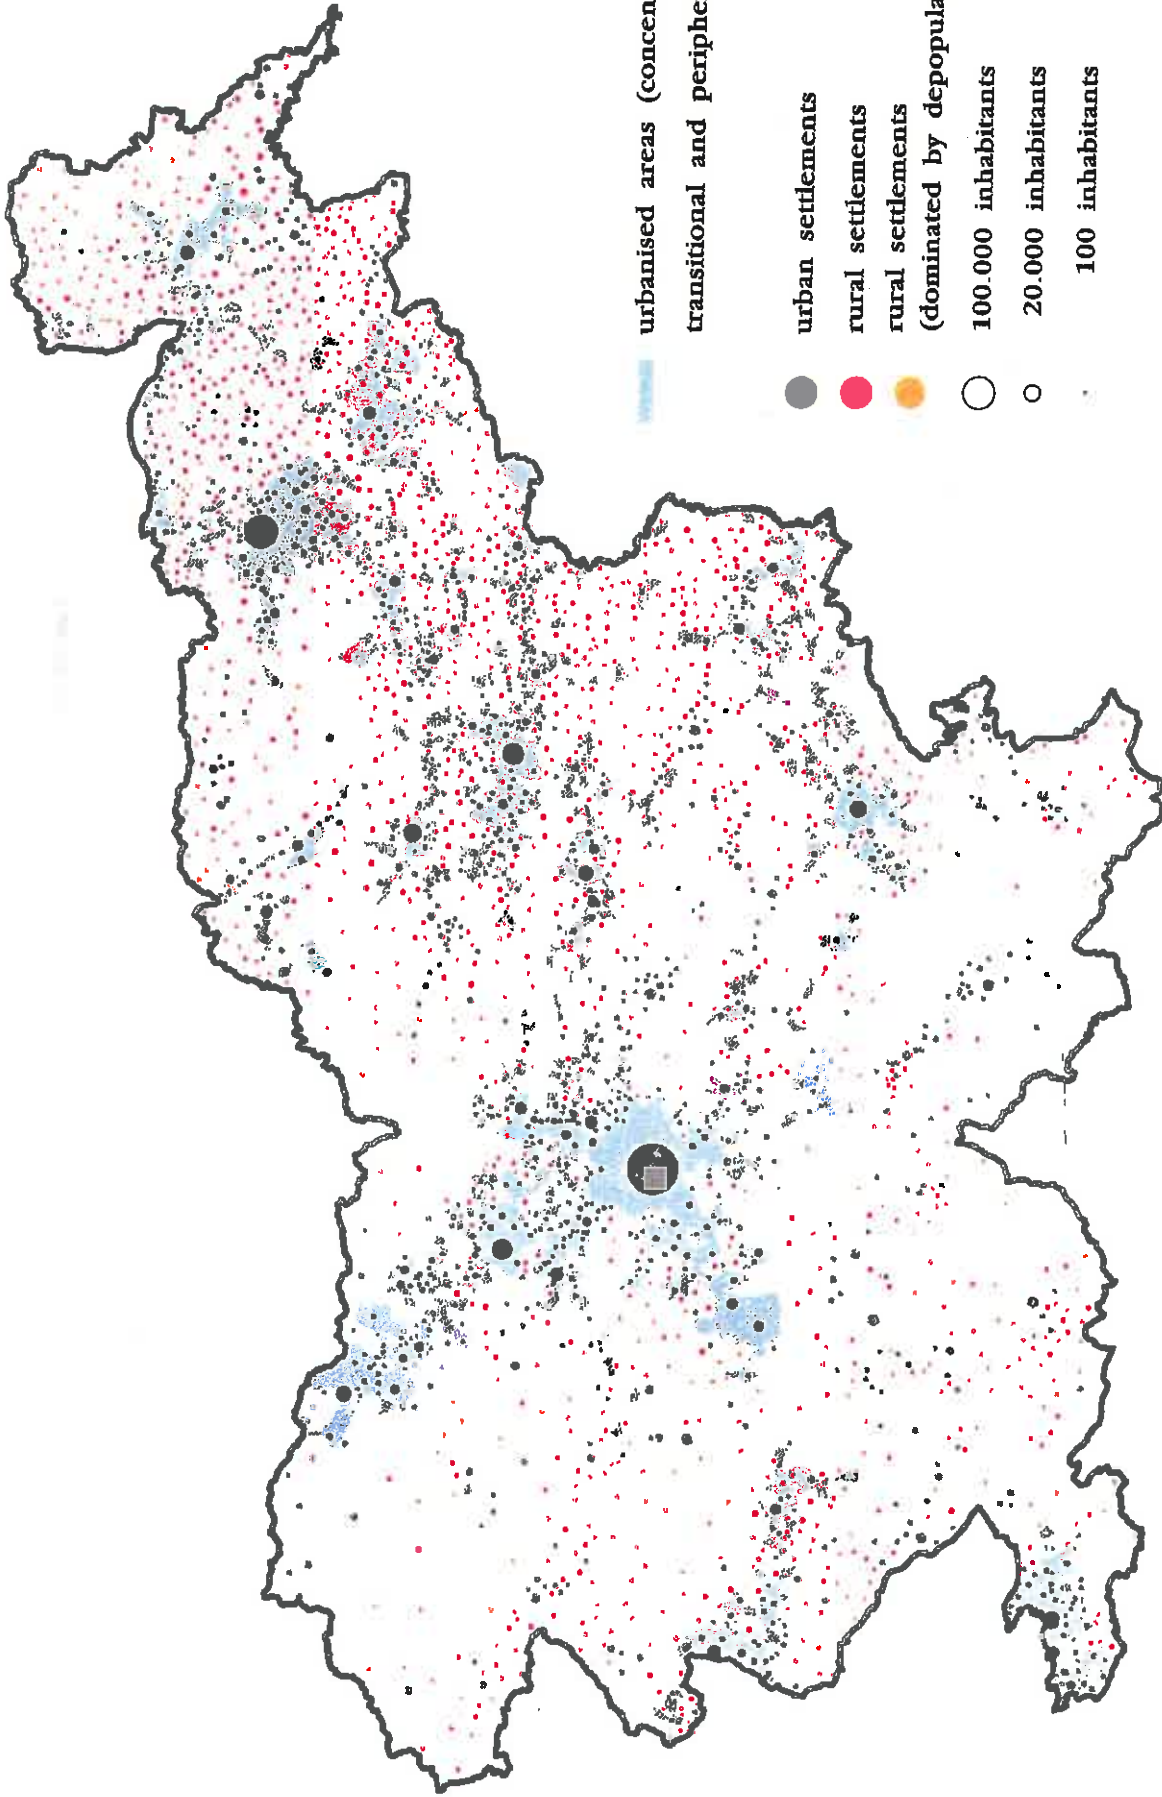 urbanised areas (concen
transitional and periphe
urban settlements
rural settlements
rural settlements
(dominated by depopula
100.000 inhabitants
20.000 inhabitants
100 inhabitants